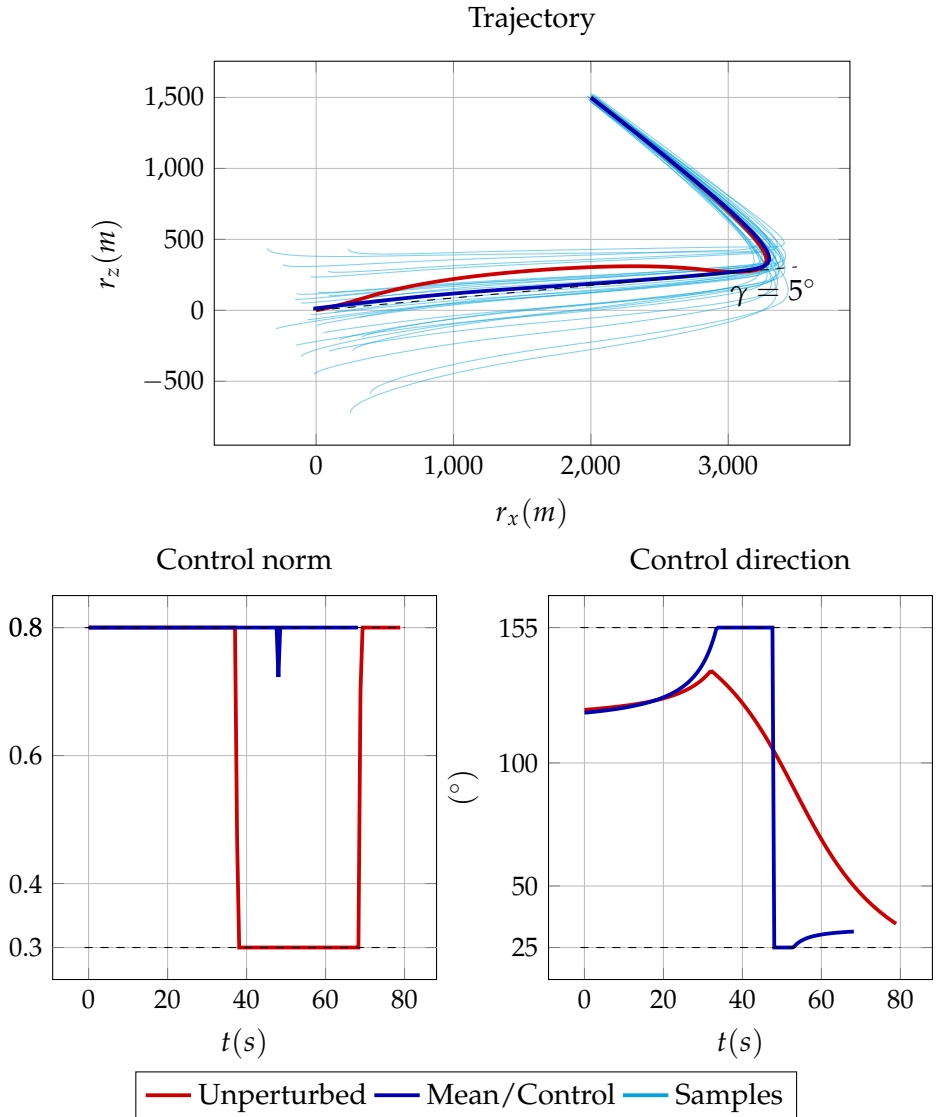 Trajectory
1,500
1,000
500
0
−500
r_z(m)
γ = 5°
0 1,000 2,000 3,000
r_x(m)
Control norm
0.8
0.6
0.4
0.3
0 20 40 60 80
t(s)
Control direction
155
100
50
25
(°)
0 20 40 60 80
t(s)
Unperturbed Mean/Control Samples